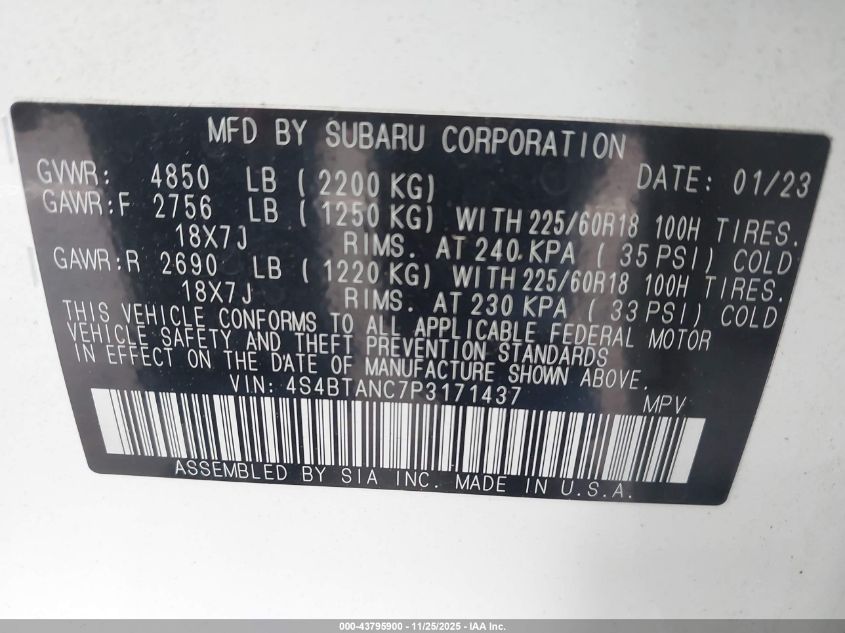 MFD BY SUBARU CORPORATION
GVWR: 4850 LB ( 2200 KG) DATE: 01/23
GAWR:F 2756 LB ( 1250 KG) WITH 225/60R18 100H TIRES.
18X7J RIMS. AT 240 KPA ( 35 PSI) COLD
GAWR:R 2690 LB ( 1220 KG) WITH 225/60R18 100H TIRES.
18X7J RIMS. AT 230 KPA ( 33 PSI) COLD
THIS VEHICLE CONFORMS TO ALL APPLICABLE FEDERAL MOTOR
VEHICLE SAFETY AND THEFT PREVENTION STANDARDS
IN EFFECT ON THE DATE OF MANUFACTURE SHOWN ABOVE.
VIN: 4S4BTANC7P3171437 MPV
ASSEMBLED BY SIA INC. MADE IN U.S.A.
000-43795900 - 11/25/2025 - IAA Inc.